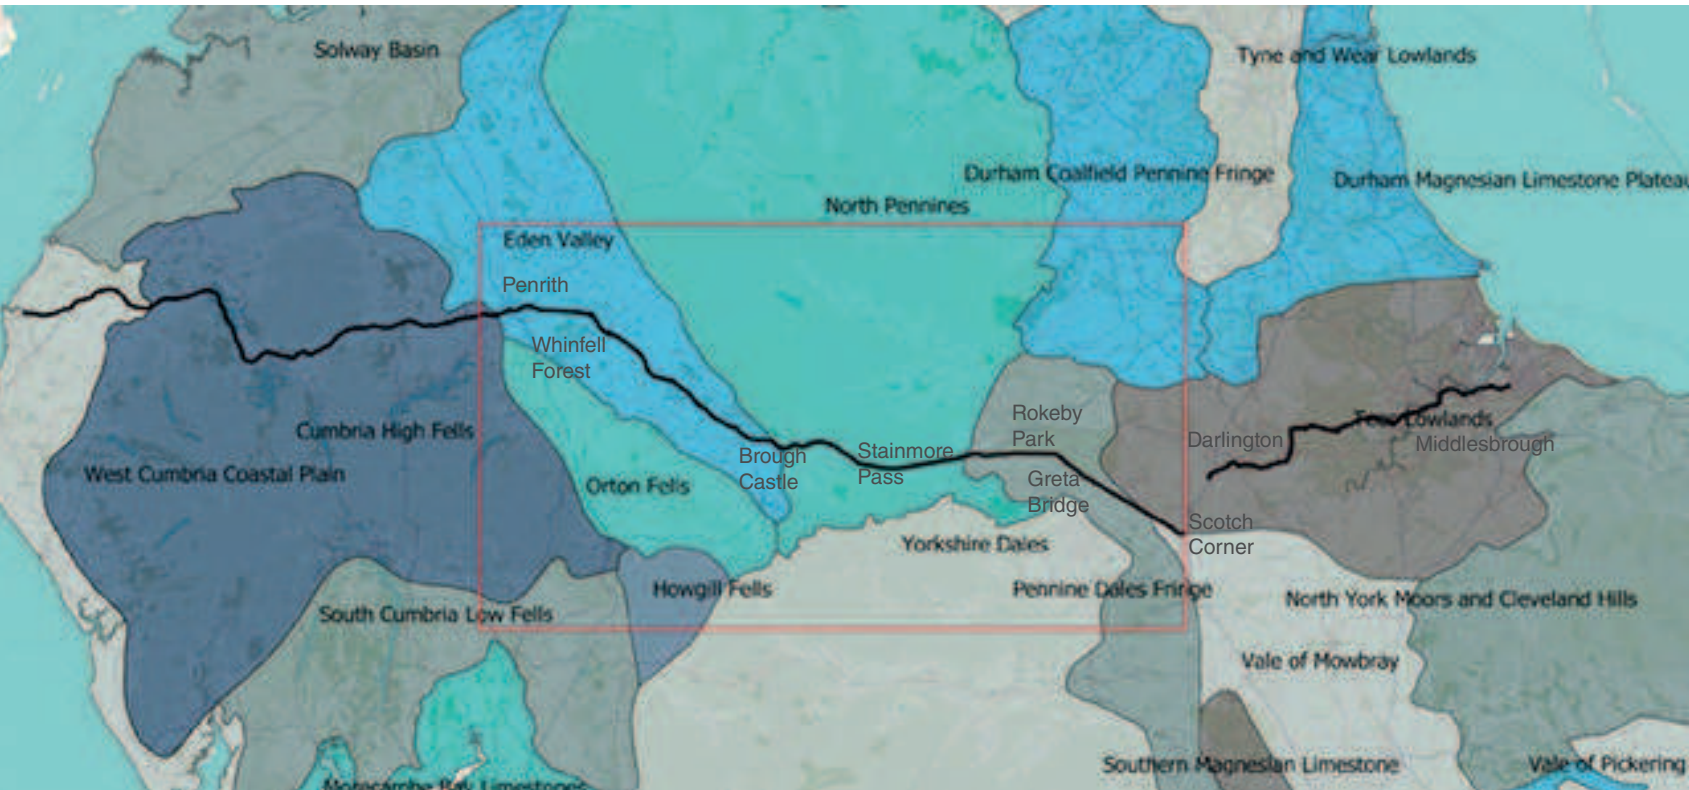 Solway Basin
Tyne and Wear Lowlands
Durham Coalfield Pennine Fringe
Durham Magnesian Limestone Plateau
North Pennines
Eden Valley
Penrith
Whinfell
Forest
Rokeby
Park
Cumbria High Fells
Tees Lowlands
Darlington
Middlesbrough
Brough
Castle
Stainmore
Pass
West Cumbria Coastal Plain
Orton Fells
Greta
Bridge
Scotch
Corner
Yorkshire Dales
Howgill Fells
Pennine Dales Fringe
North York Moors and Cleveland Hills
South Cumbria Low Fells
Vale of Mowbray
Southern Magnesian Limestone
Vale of Pickering
Morecambe Bay Limestones